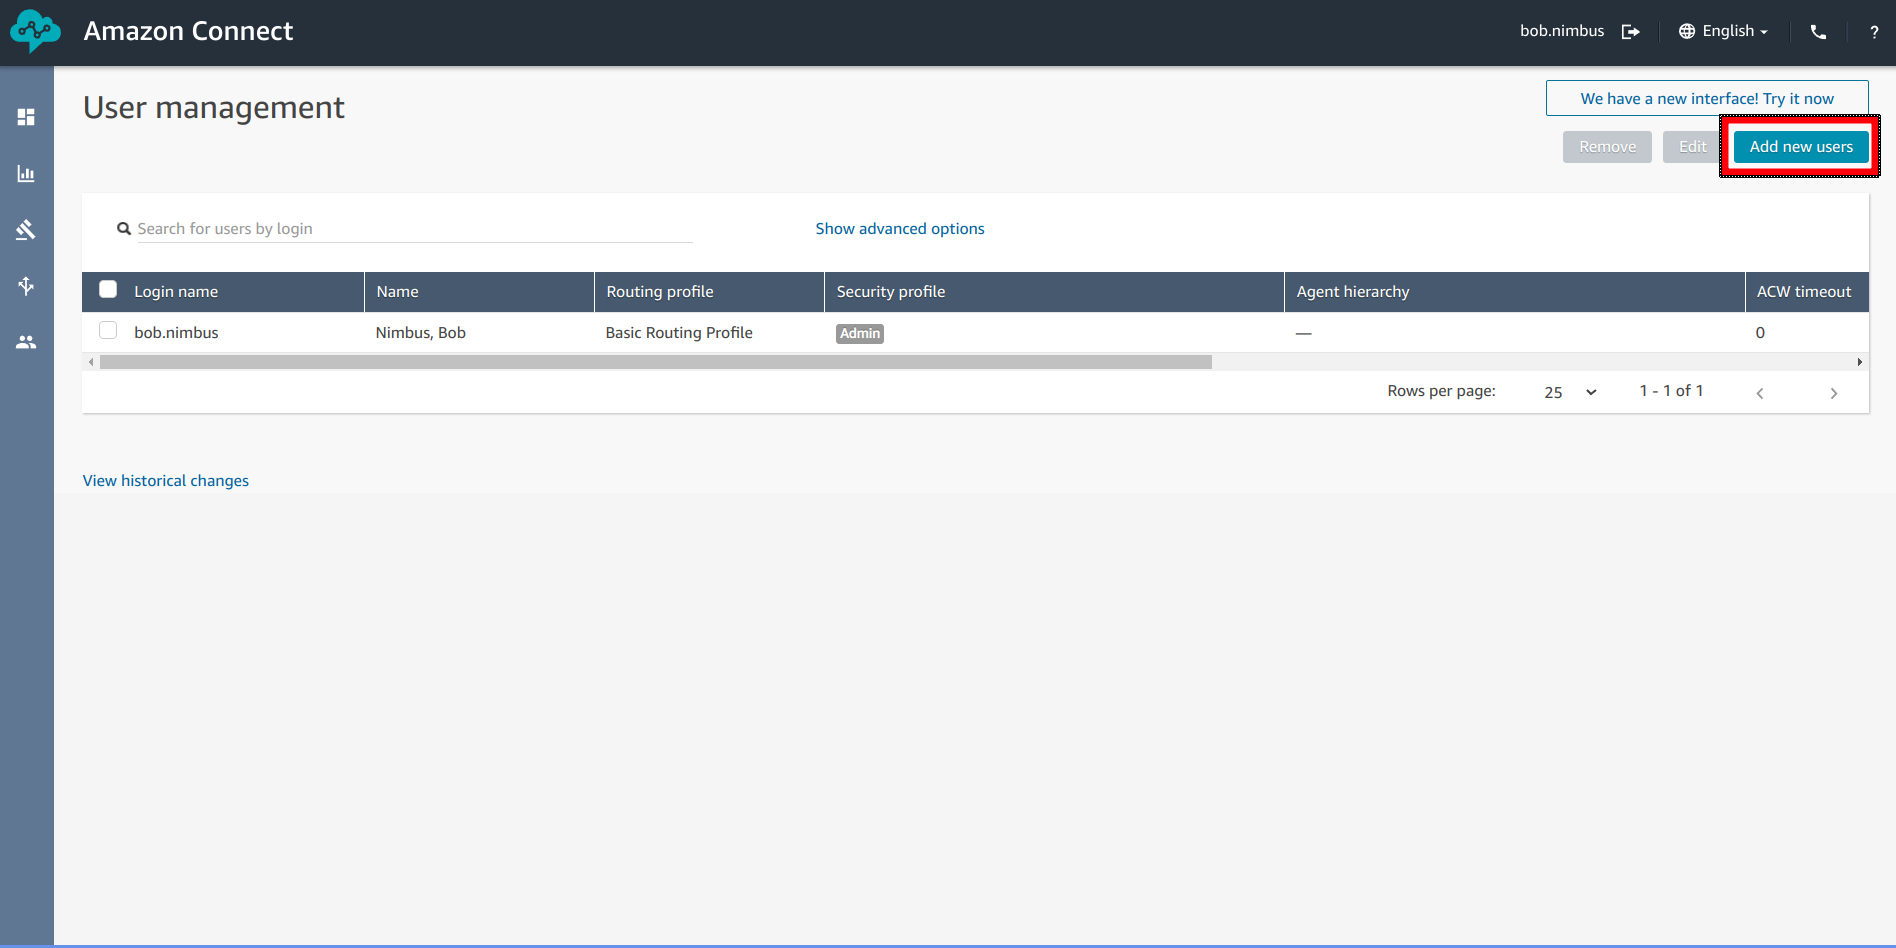 Amazon Connect
bob.nimbus
English
?
User management
We have a new interface! Try it now
Remove
Edit
Add new users
Search for users by login
Show advanced options
Login name Name Routing profile Security profile Agent hierarchy ACW timeout
bob.nimbus Nimbus, Bob Basic Routing Profile Admin — 0
Rows per page: 25 1 - 1 of 1
View historical changes